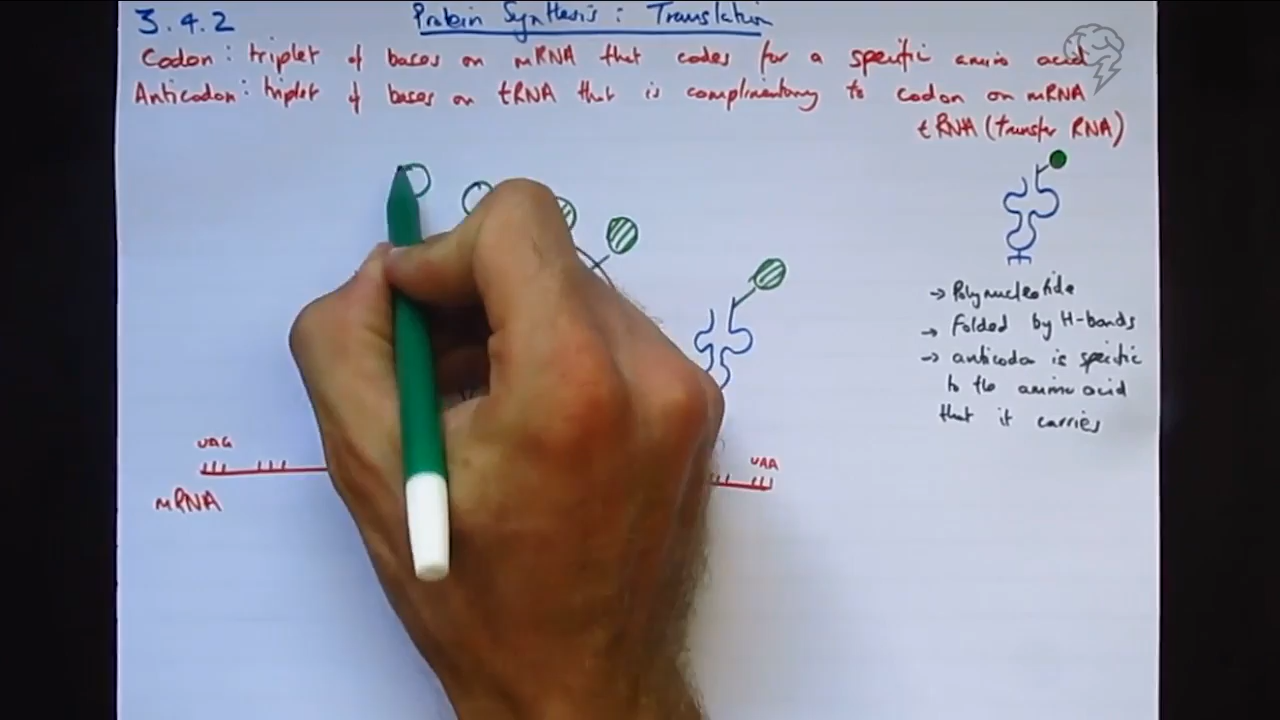 3.4.2 Protein Synthesis : Translation
Codon : triplet of bases on mRNA that codes for a specific amino acid
Anticodon : triplet of bases on tRNA that is complimentary to codon on mRNA
tRNA (transfer RNA)
→ Polynucleotide
→ Folded by H-bonds
→ anticodon is specific
to the amino acid
that it carries
UAG
UAA
mRNA